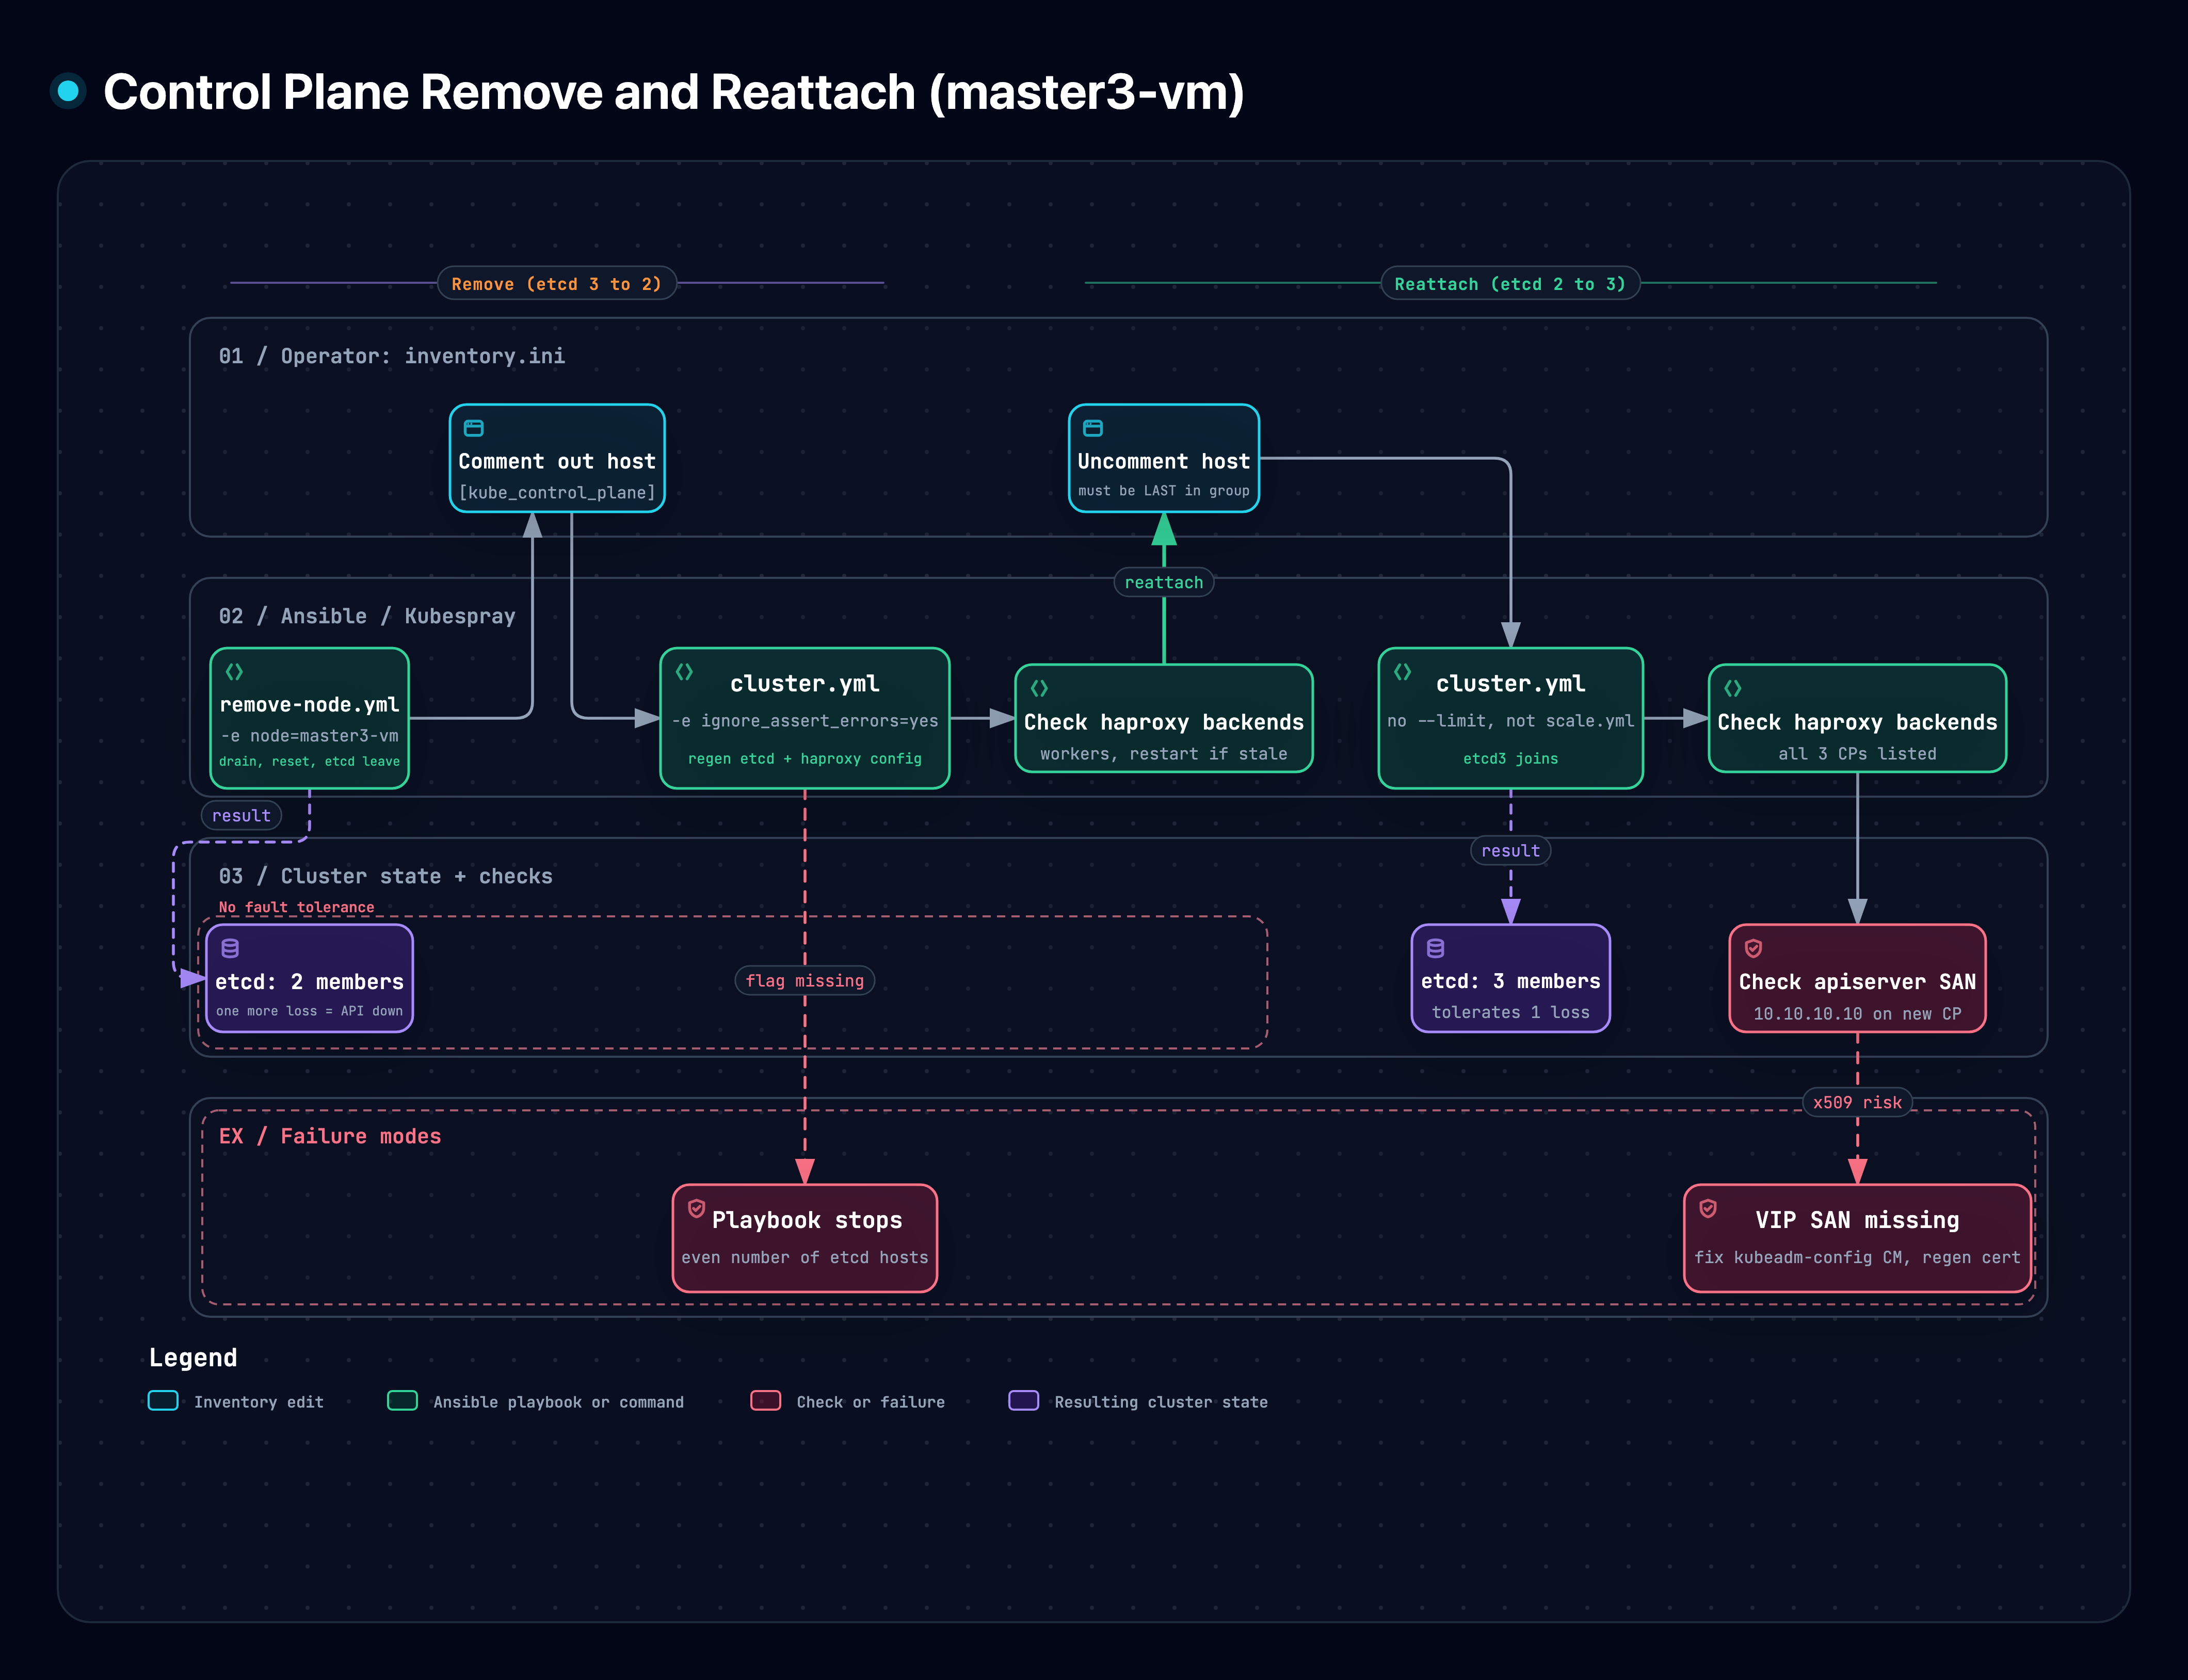 Control Plane Remove and Reattach (master3-vm)
Remove (etcd 3 to 2)
Reattach (etcd 2 to 3)
01 / Operator: inventory.ini
Comment out host
[kube_control_plane]
Uncomment host
must be LAST in group
reattach
02 / Ansible / Kubespray
remove-node.yml
-e node=master3-vm
drain, reset, etcd leave
cluster.yml
-e ignore_assert_errors=yes
regen etcd + haproxy config
Check haproxy backends
workers, restart if stale
cluster.yml
no --limit, not scale.yml
etcd3 joins
Check haproxy backends
all 3 CPs listed
result
result
03 / Cluster state + checks
No fault tolerance
etcd: 2 members
one more loss = API down
flag missing
etcd: 3 members
tolerates 1 loss
Check apiserver SAN
10.10.10.10 on new CP
x509 risk
EX / Failure modes
Playbook stops
even number of etcd hosts
VIP SAN missing
fix kubeadm-config CM, regen cert
Legend
Inventory edit
Ansible playbook or command
Check or failure
Resulting cluster state